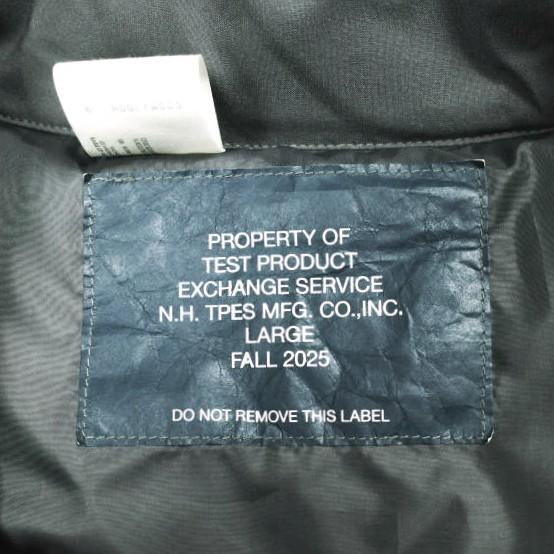 PROPERTY OF
TEST PRODUCT
EXCHANGE SERVICE
N.H. TPES MFG. CO.,INC.
LARGE
FALL 2025
DO NOT REMOVE THIS LABEL